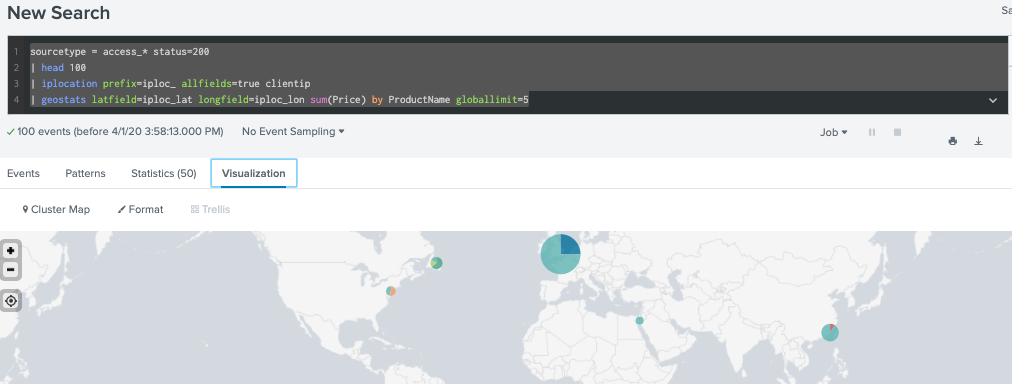 New Search
Sa
1 sourcetype = access_* status=200
2 | head 100
3 | iplocation prefix=iploc_ allfields=true clientip
4 | geostats latfield=iploc_lat longfield=iploc_lon sum(Price) by ProductName globallimit=5
100 events (before 4/1/20 3:58:13.000 PM) No Event Sampling Job
Events Patterns Statistics (50) Visualization
Cluster Map Format Trellis